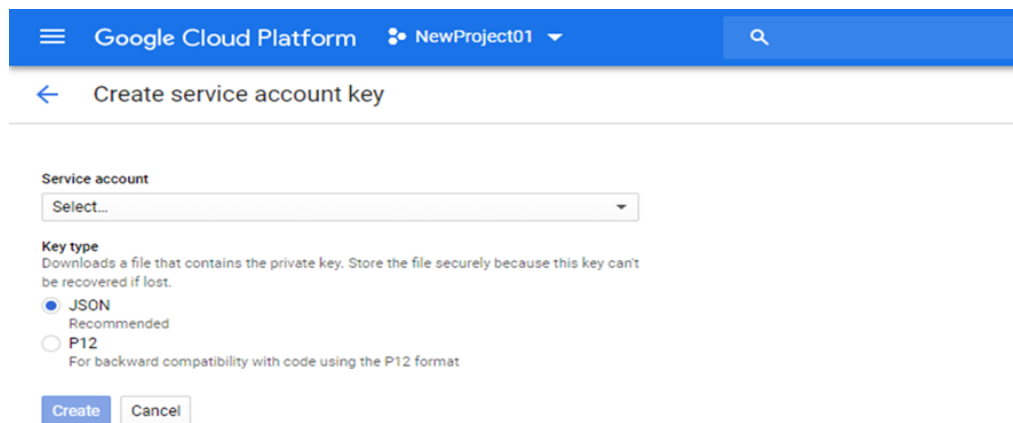 Google Cloud Platform NewProject01
Create service account key
Service account
Select...
Key type
Downloads a file that contains the private key. Store the file securely because this key can't
be recovered if lost.
JSON
Recommended
P12
For backward compatibility with code using the P12 format
Create Cancel